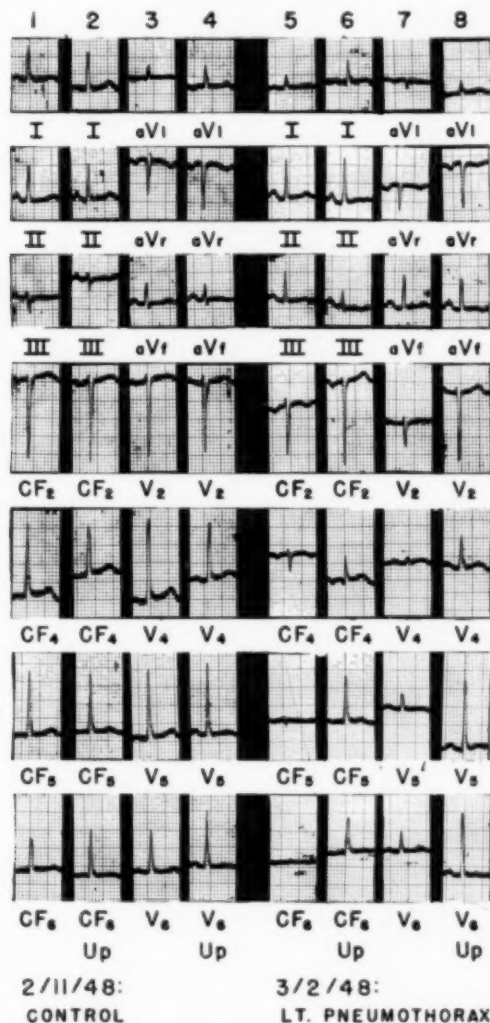 1 2 3 4 5 6 7 8
I I aVl aVl I I aVl aVl
II II aVr aVr II II aVr aVr
III III aVf aVf III III aVf aVf
CF₂ CF₂ V₂ V₂ CF₂ CF₂ V₂ V₂
CF₄ CF₄ V₄ V₄ CF₄ CF₄ V₄ V₄
CF₅ CF₅ V₅ V₅ CF₅ CF₅ V₅ V₅
CF₆ CF₆ V₆ V₆ CF₆ CF₆ V₆ V₆
Up Up Up Up
2/11/48: 3/2/48:
CONTROL LT. PNEUMOTHORAX